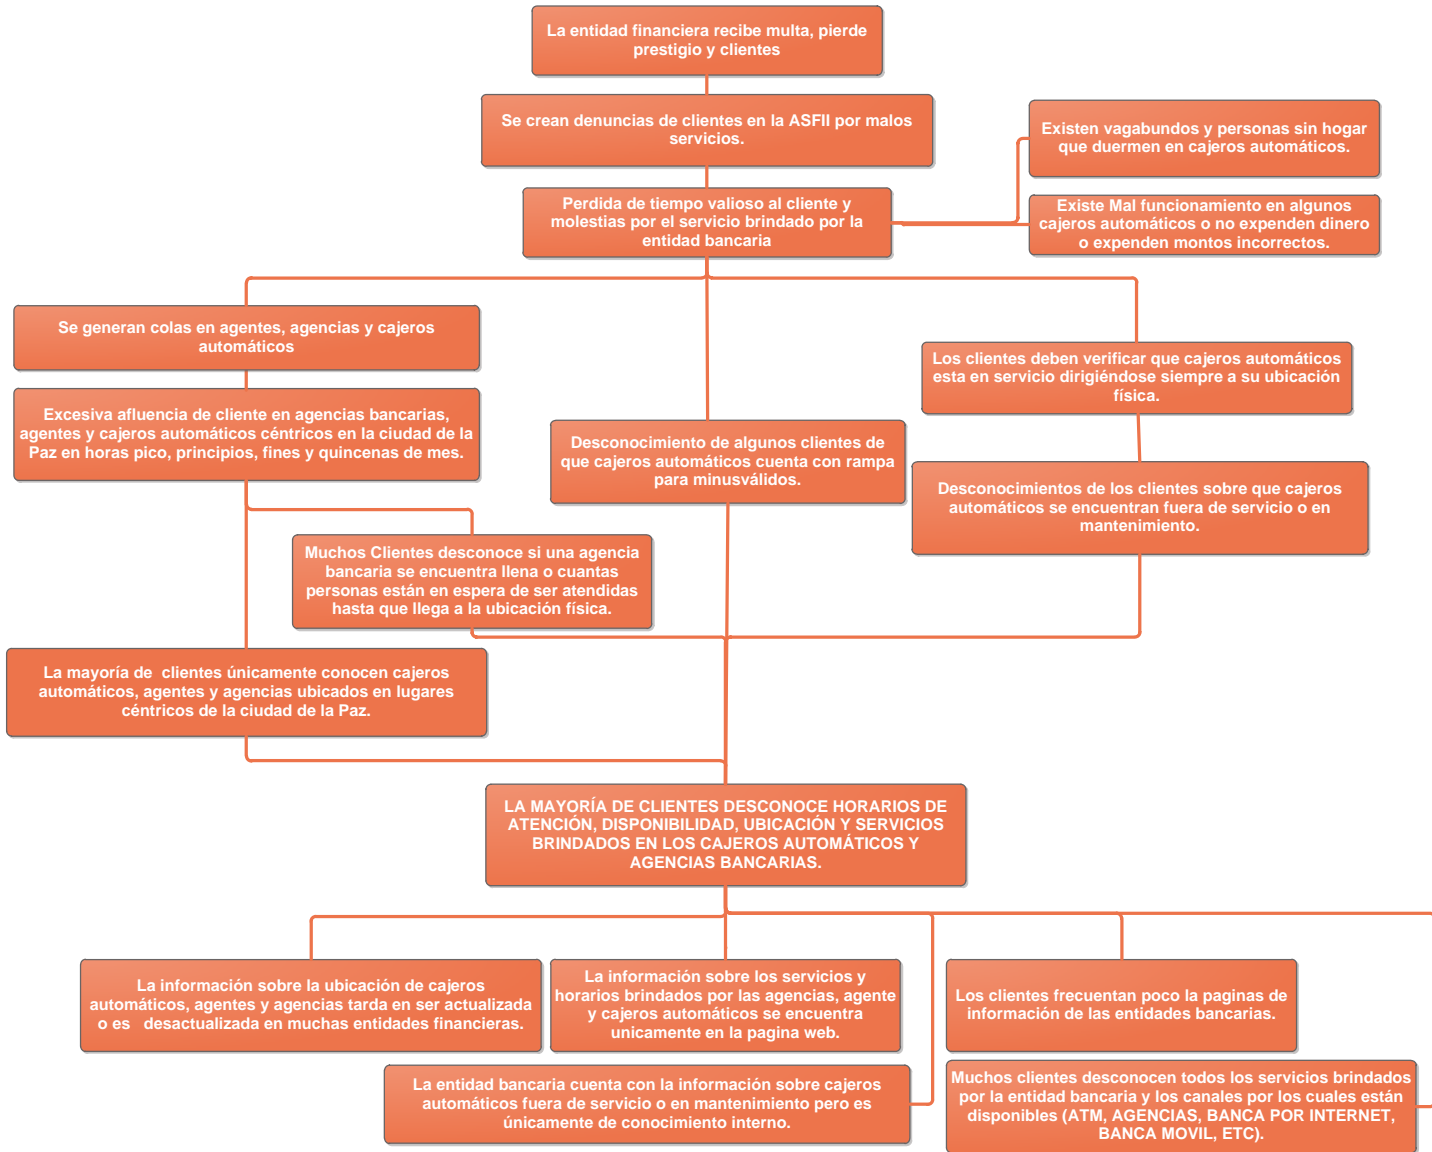 La entidad financiera recibe multa, pierde
prestigio y clientes
Se crean denuncias de clientes en la ASFII por malos
servicios.
Existen vagabundos y personas sin hogar
que duermen en cajeros automáticos.
Perdida de tiempo valioso al cliente y
molestias por el servicio brindado por la
entidad bancaria
Existe Mal funcionamiento en algunos
cajeros automáticos o no expenden dinero
o expenden montos incorrectos.
Se generan colas en agentes, agencias y cajeros
automáticos
Los clientes deben verificar que cajeros automáticos
esta en servicio dirigiéndose siempre a su ubicación
física.
Excesiva afluencia de cliente en agencias bancarias,
agentes y cajeros automáticos céntricos en la ciudad de la
Paz en horas pico, principios, fines y quincenas de mes.
Desconocimiento de algunos clientes de
que cajeros automáticos cuenta con rampa
para minusválidos.
Desconocimientos de los clientes sobre que cajeros
automáticos se encuentran fuera de servicio o en
mantenimiento.
Muchos Clientes desconoce si una agencia
bancaria se encuentra llena o cuantas
personas están en espera de ser atendidas
hasta que llega a la ubicación física.
La mayoría de  clientes únicamente conocen cajeros
automáticos, agentes y agencias ubicados en lugares
céntricos de la ciudad de la Paz.
LA MAYORÍA DE CLIENTES DESCONOCE HORARIOS DE
ATENCIÓN, DISPONIBILIDAD, UBICACIÓN Y SERVICIOS
BRINDADOS EN LOS CAJEROS AUTOMÁTICOS Y
AGENCIAS BANCARIAS.
La información sobre la ubicación de cajeros
automáticos, agentes y agencias tarda en ser actualizada
o es   desactualizada en muchas entidades financieras.
La información sobre los servicios y
horarios brindados por las agencias, agente
y cajeros automáticos se encuentra
unicamente en la pagina web.
Los clientes frecuentan poco la paginas de
información de las entidades bancarias.
La entidad bancaria cuenta con la información sobre cajeros
automáticos fuera de servicio o en mantenimiento pero es
únicamente de conocimiento interno.
Muchos clientes desconocen todos los servicios brindados
por la entidad bancaria y los canales por los cuales están
disponibles (ATM, AGENCIAS, BANCA POR INTERNET,
BANCA MOVIL, ETC).